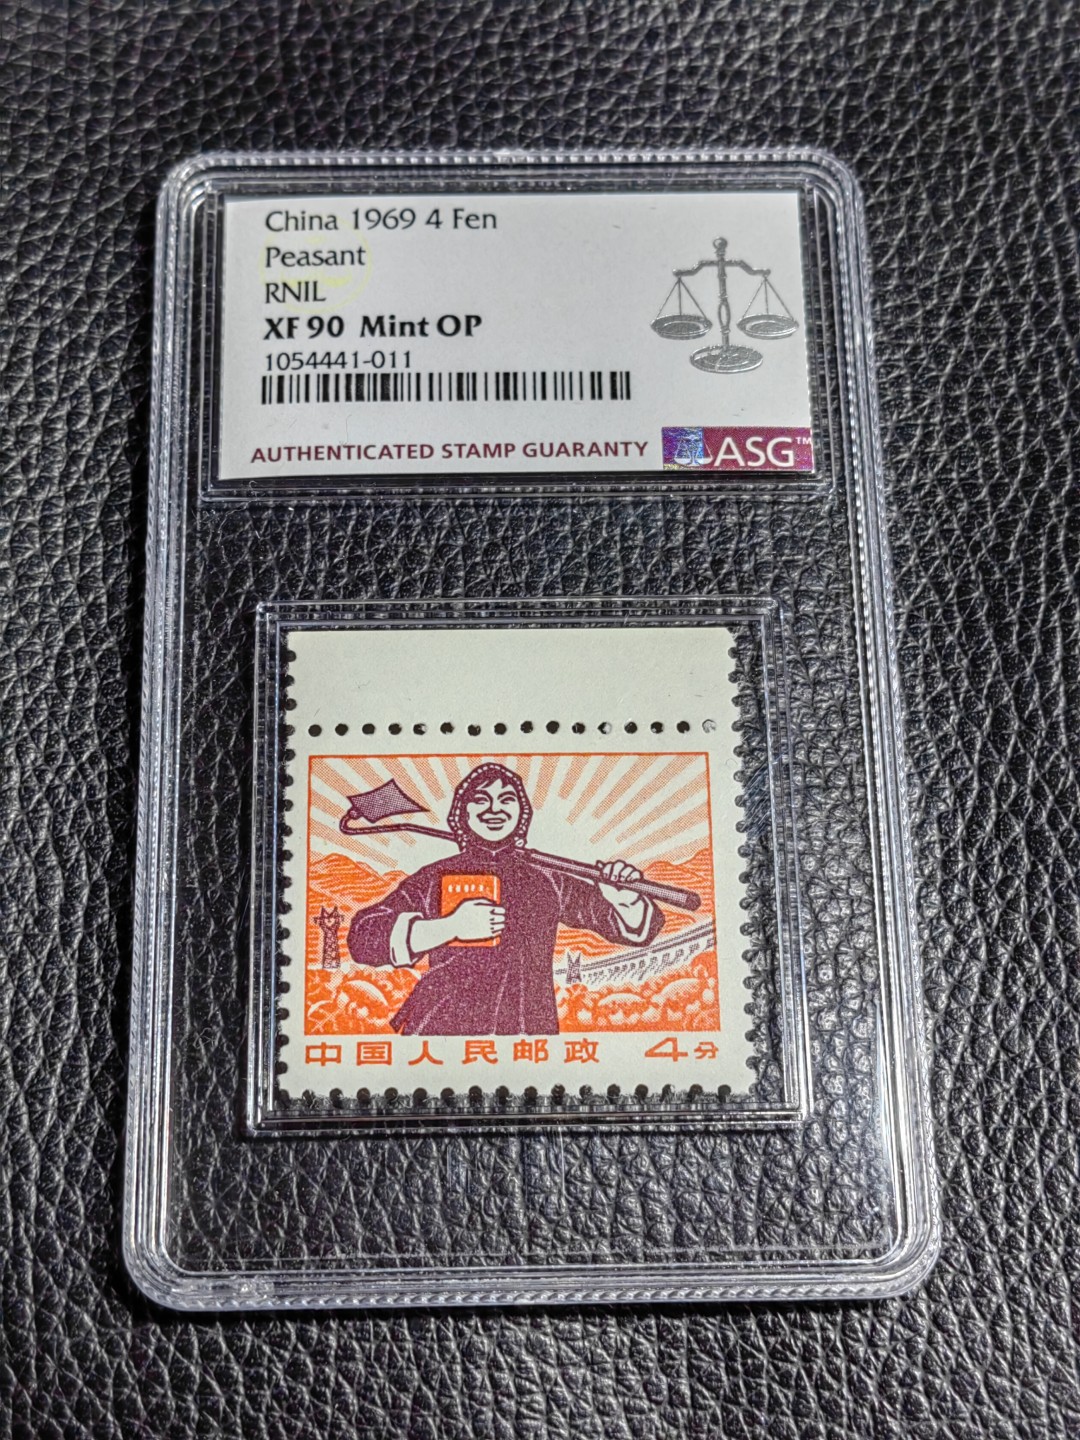 China 1969 4 Fen
Peasant
RNIL
XF 90 Mint OP
1054441-011
AUTHENTICATED STAMP GUARANTY
ASG™
中国人民邮政 4分